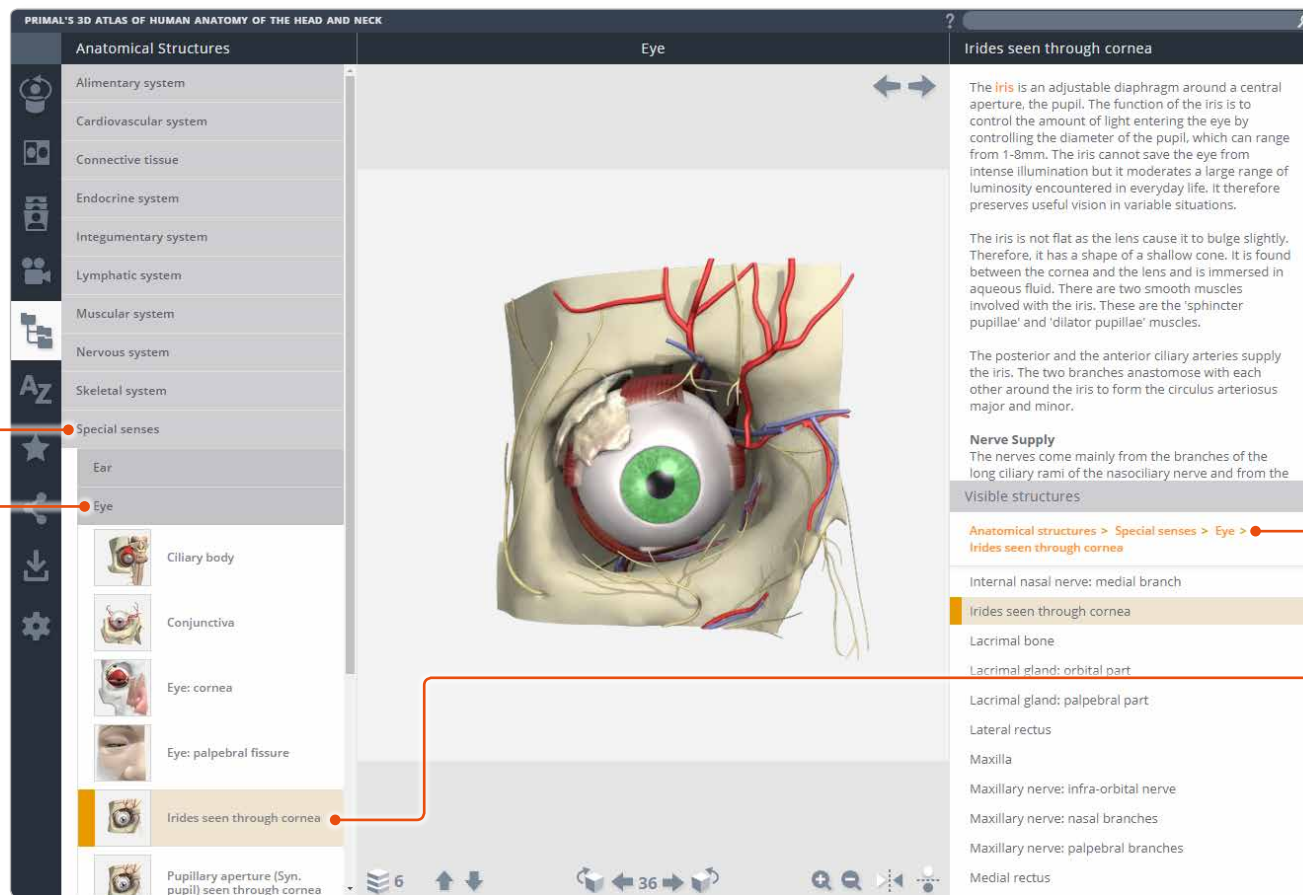 PRIMAL'S 3D ATLAS OF HUMAN ANATOMY OF THE HEAD AND NECK
?
Anatomical Structures
Alimentary system
Cardiovascular system
Connective tissue
Endocrine system
Integumentary system
Lymphatic system
Muscular system
Nervous system
Skeletal system
Special senses
Ear
Eye
Ciliary body
Conjunctiva
Eye: cornea
Eye: palpebral fissure
Irides seen through cornea
Pupillary aperture (Syn.
pupil) seen through cornea
AZ
Eye
6
36
Irides seen through cornea
The iris is an adjustable diaphragm around a central
aperture, the pupil. The function of the iris is to
control the amount of light entering the eye by
controlling the diameter of the pupil, which can range
from 1-8mm. The iris cannot save the eye from
intense illumination but it moderates a large range of
luminosity encountered in everyday life. It therefore
preserves useful vision in variable situations.
The iris is not flat as the lens cause it to bulge slightly.
Therefore, it has a shape of a shallow cone. It is found
between the cornea and the lens and is immersed in
aqueous fluid. There are two smooth muscles
involved with the iris. These are the 'sphincter
pupillae' and 'dilator pupillae' muscles.
The posterior and the anterior ciliary arteries supply
the iris. The two branches anastomose with each
other around the iris to form the circulus arteriosus
major and minor.
Nerve Supply
The nerves come mainly from the branches of the
long ciliary rami of the nasociliary nerve and from the
Visible structures
Anatomical structures > Special senses > Eye >
Irides seen through cornea
Internal nasal nerve: medial branch
Irides seen through cornea
Lacrimal bone
Lacrimal gland: orbital part
Lacrimal gland: palpebral part
Lateral rectus
Maxilla
Maxillary nerve: infra-orbital nerve
Maxillary nerve: nasal branches
Maxillary nerve: palpebral branches
Medial rectus